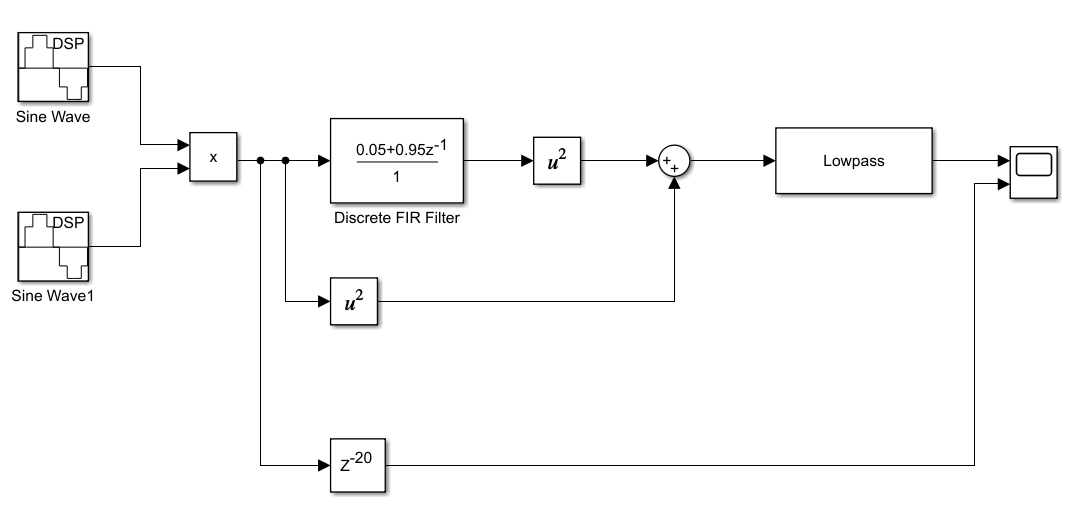 DSP
Sine Wave
x
0.05+0.95z-1
1
Discrete FIR Filter
u2
++
Lowpass
DSP
Sine Wave1
u2
Z-20